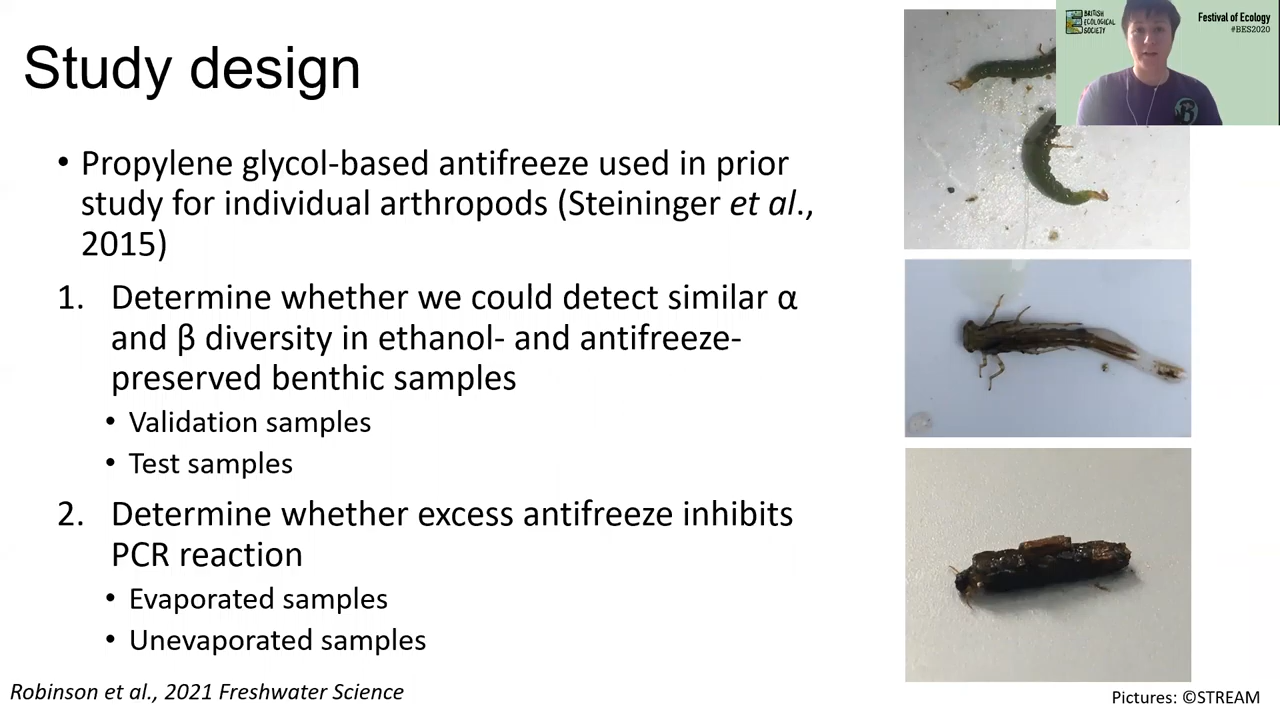 Study design
• Propylene glycol-based antifreeze used in prior
study for individual arthropods (Steininger et al.,
2015)
1. Determine whether we could detect similar α
and β diversity in ethanol- and antifreeze-
preserved benthic samples
• Validation samples
• Test samples
2. Determine whether excess antifreeze inhibits
PCR reaction
• Evaporated samples
• Unevaporated samples
Robinson et al., 2021 Freshwater Science
BRITISH
ECOLOGICAL
SOCIETY
Festival of Ecology
#BES2020
Pictures: ©STREAM